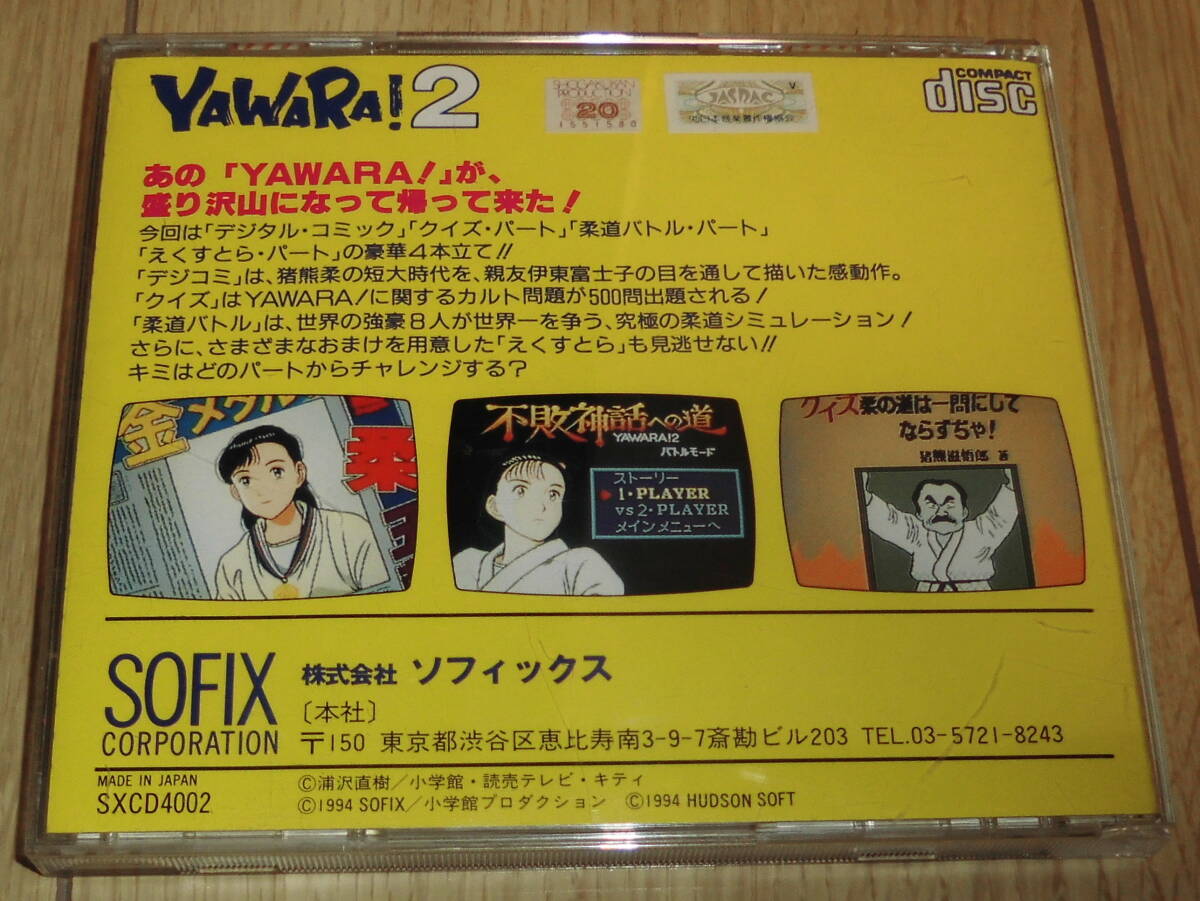 YAWARA!2
SHOGAKUKAN
PRODUCTION
20
1551580
JASRAC
V
COMPACT
disc
あの「YAWARA!」が、
盛り沢山になって帰って来た!
今回は「デジタル・コミック」「クイズ・パート」「柔道バトル・パート」
「えくすとら・パート」の豪華4本立て!!
「デジコミ」は、猪熊柔の短大時代を、親友伊東富士子の目を通して描いた感動作。
「クイズ」はYAWARA!に関するカルト問題が500問出題される!
「柔道バトル」は、世界の強豪8人が世界一を争う、究極の柔道シミュレーション!
さらに、さまざまなおまけを用意した「えくすとら」も見逃せない!!
キミはどのパートからチャレンジする?
金メダル
柔
不敗神話への道
YAWARA!2
バトルモード
ストーリー
1・PLAYER
vs 2・PLAYER
メインメニューへ
クイズ柔の道は一問にして
ならずぢゃ!
猪熊滋悟郎 著
SOFIX
CORPORATION
株式会社 ソフィックス
〔本社〕
〒150 東京都渋谷区恵比寿南3-9-7斎勘ビル203 TEL.03-5721-8243
MADE IN JAPAN
SXCD4002
©浦沢直樹/小学館・読売テレビ・キティ
©1994 SOFIX/小学館プロダクション ©1994 HUDSON SOFT